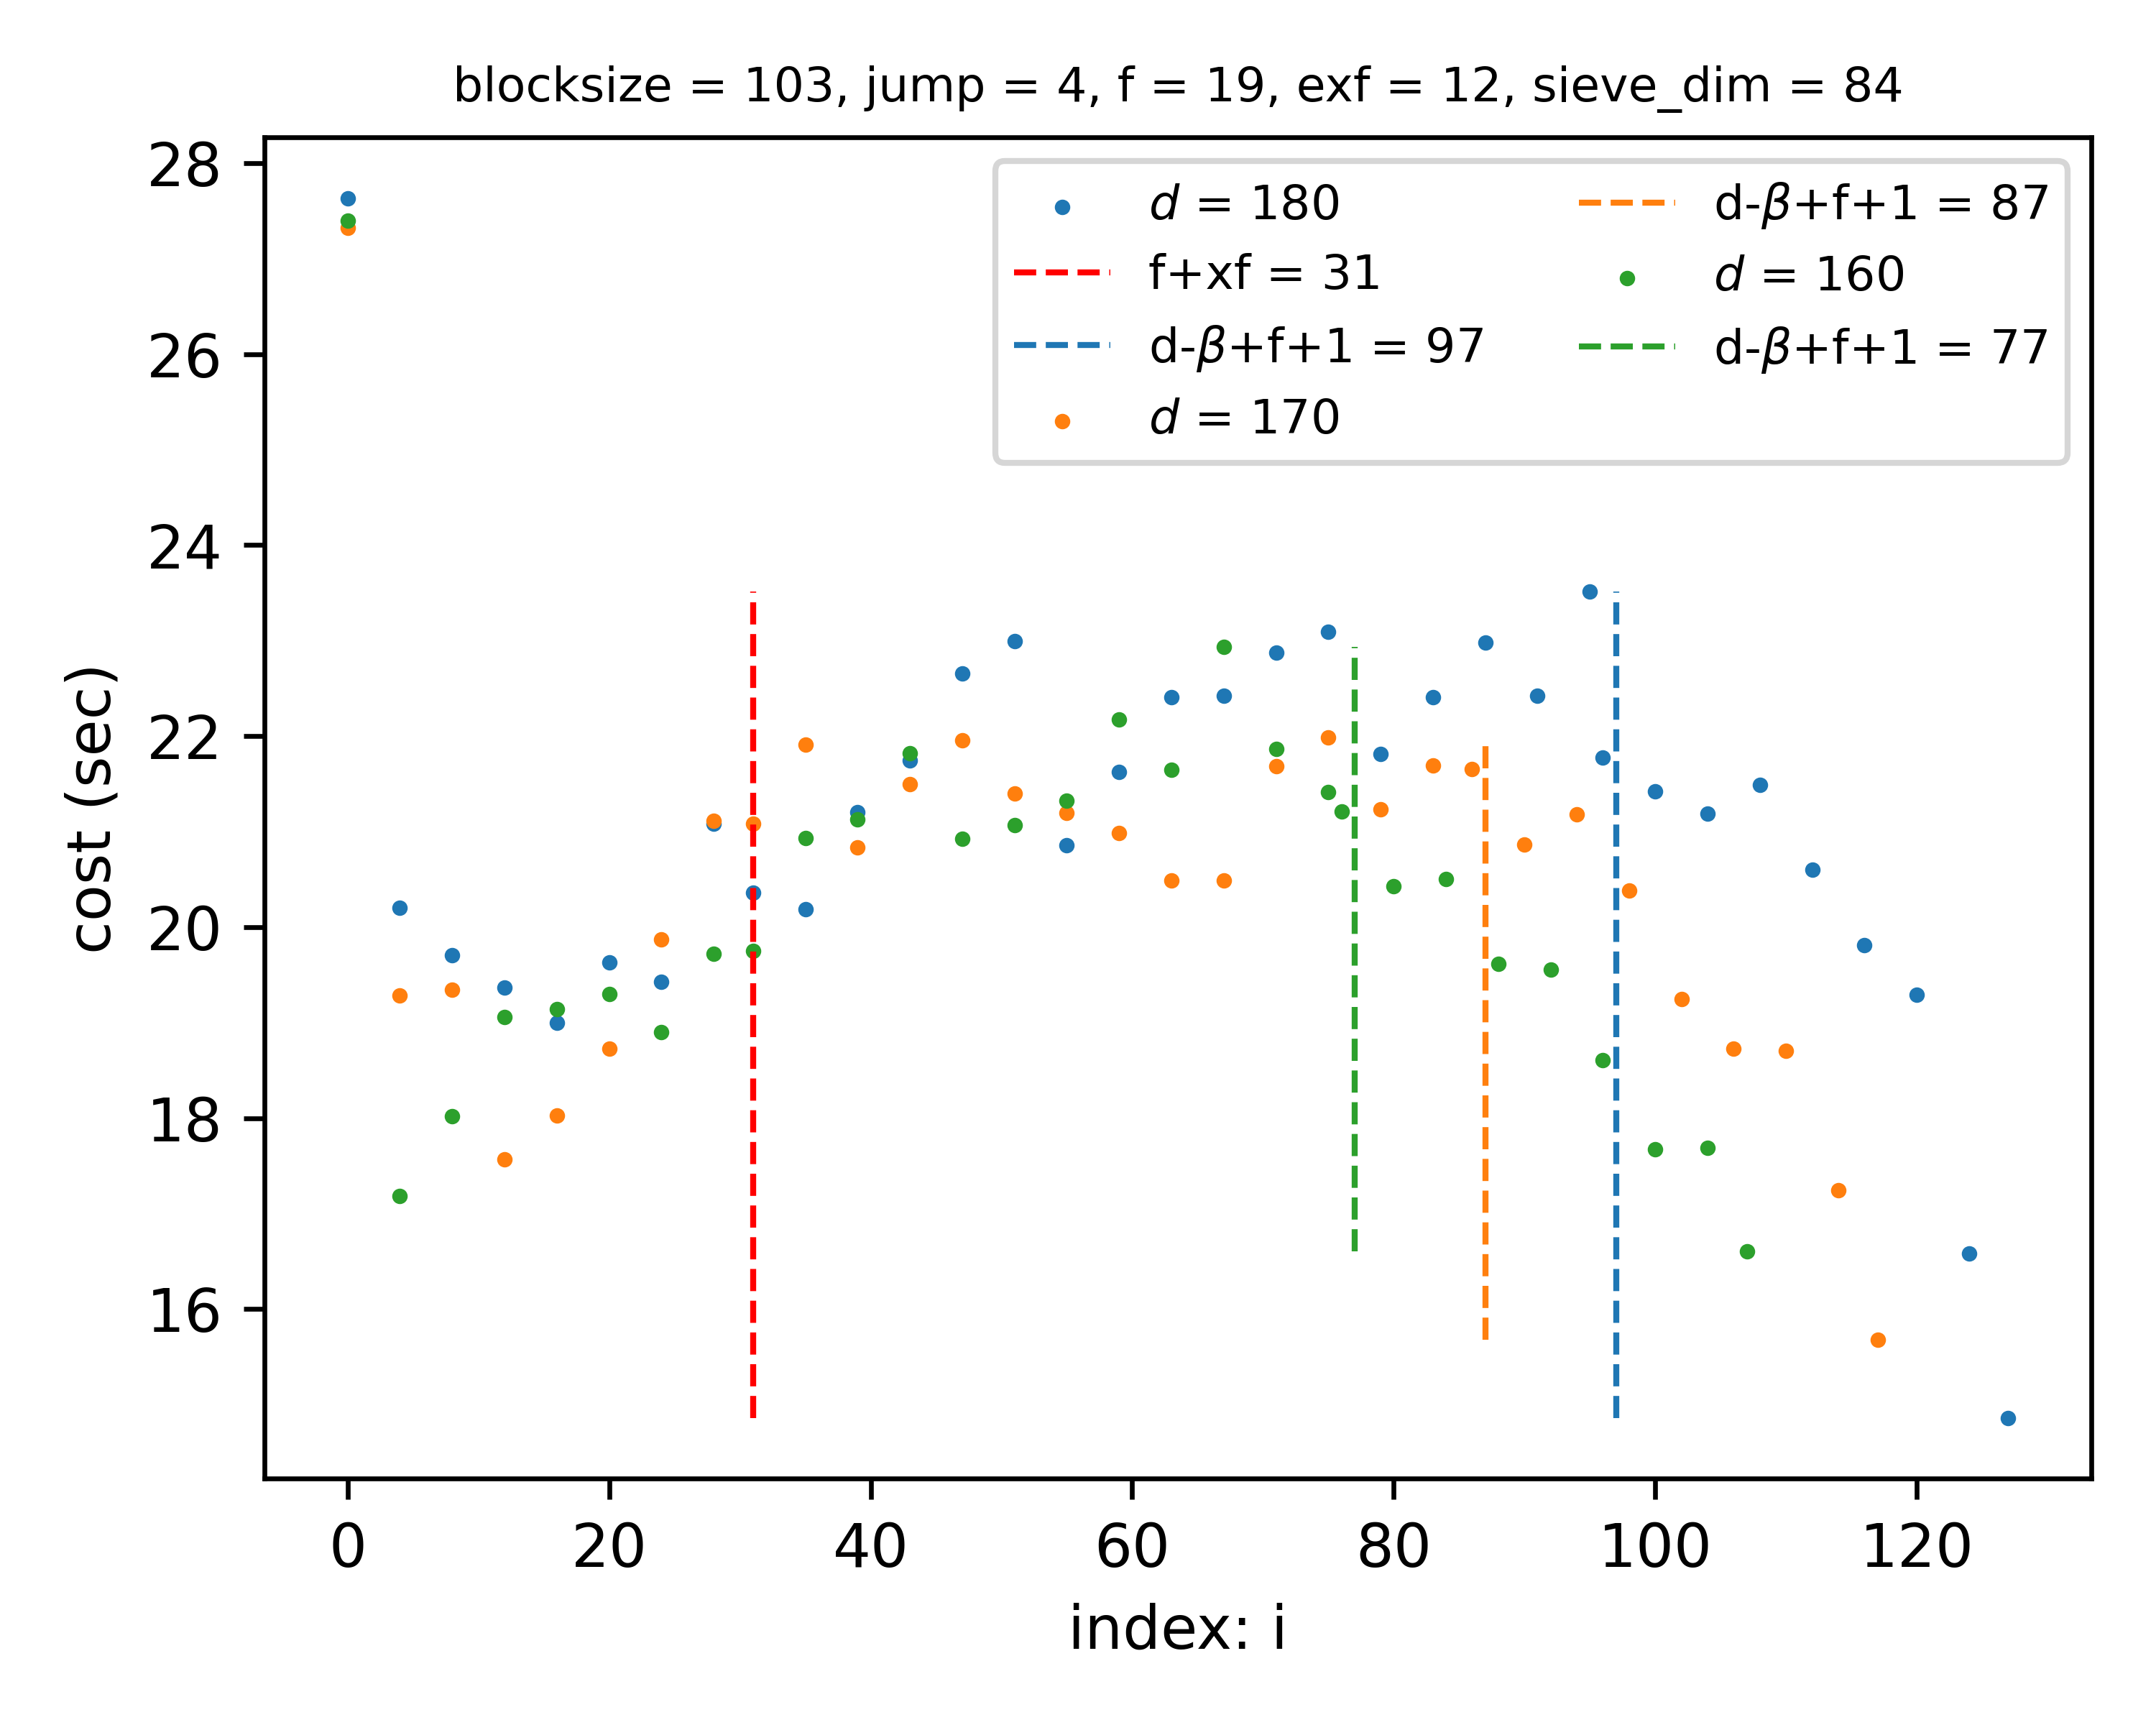 blocksize = 103, jump = 4, f = 19, exf = 12, sieve_dim = 84
28
26
24
22
20
18
16
cost (sec)
d = 180
f+xf = 31
d-β+f+1 = 97
d = 170
d-β+f+1 = 87
d = 160
d-β+f+1 = 77
0 20 40 60 80 100 120
index: i